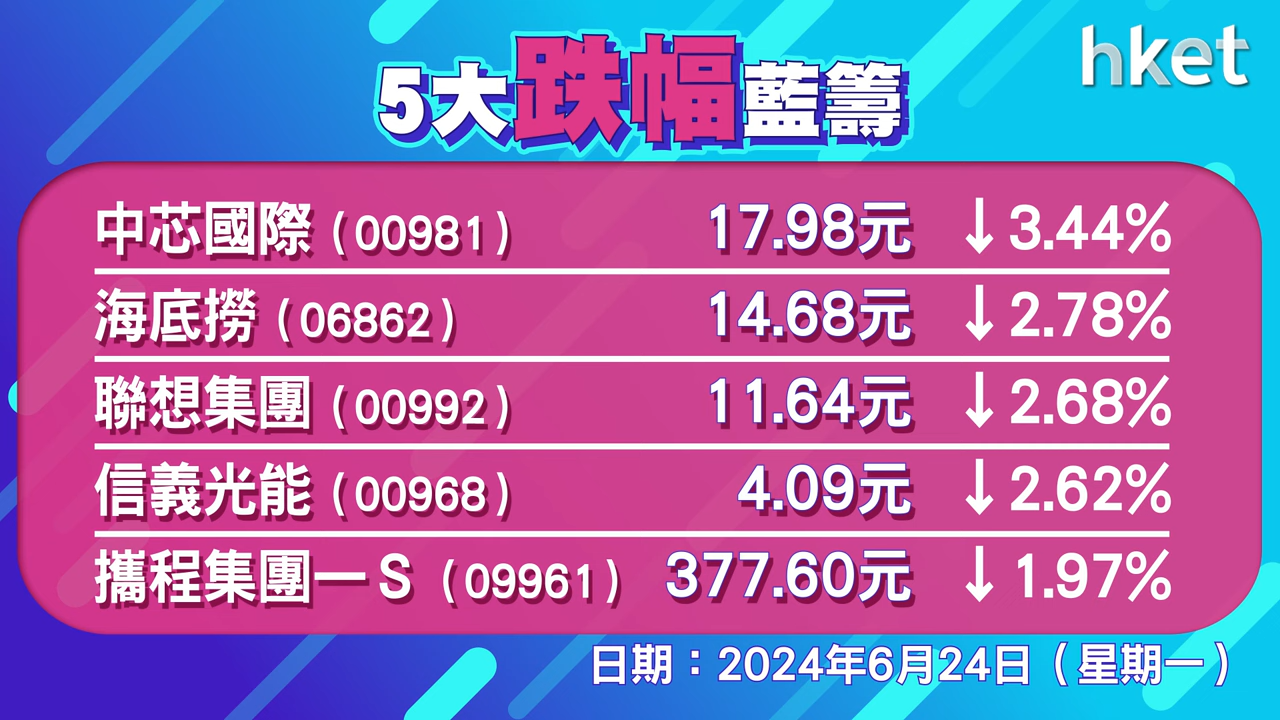 hket
5大跌幅藍籌
中芯國際（00981） 17.98元 ↓3.44%
海底撈（06862） 14.68元 ↓2.78%
聯想集團（00992） 11.64元 ↓2.68%
信義光能（00968） 4.09元 ↓2.62%
攜程集團－S（09961） 377.60元 ↓1.97%
日期：2024年6月24日（星期一）